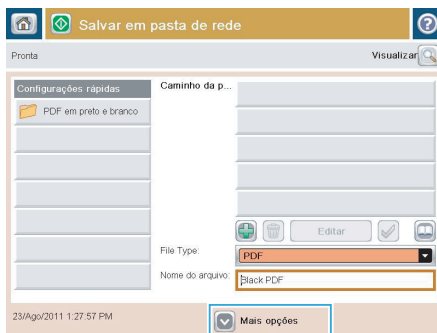 Salvar em pasta de rede
Pronta
Visualizar
Configurações rápidas
Caminho da p...
PDF em preto e branco
Editar
File Type:
PDF
Nome do arquivo:
Black PDF
23/Ago/2011 1:27:57 PM
Mais opções